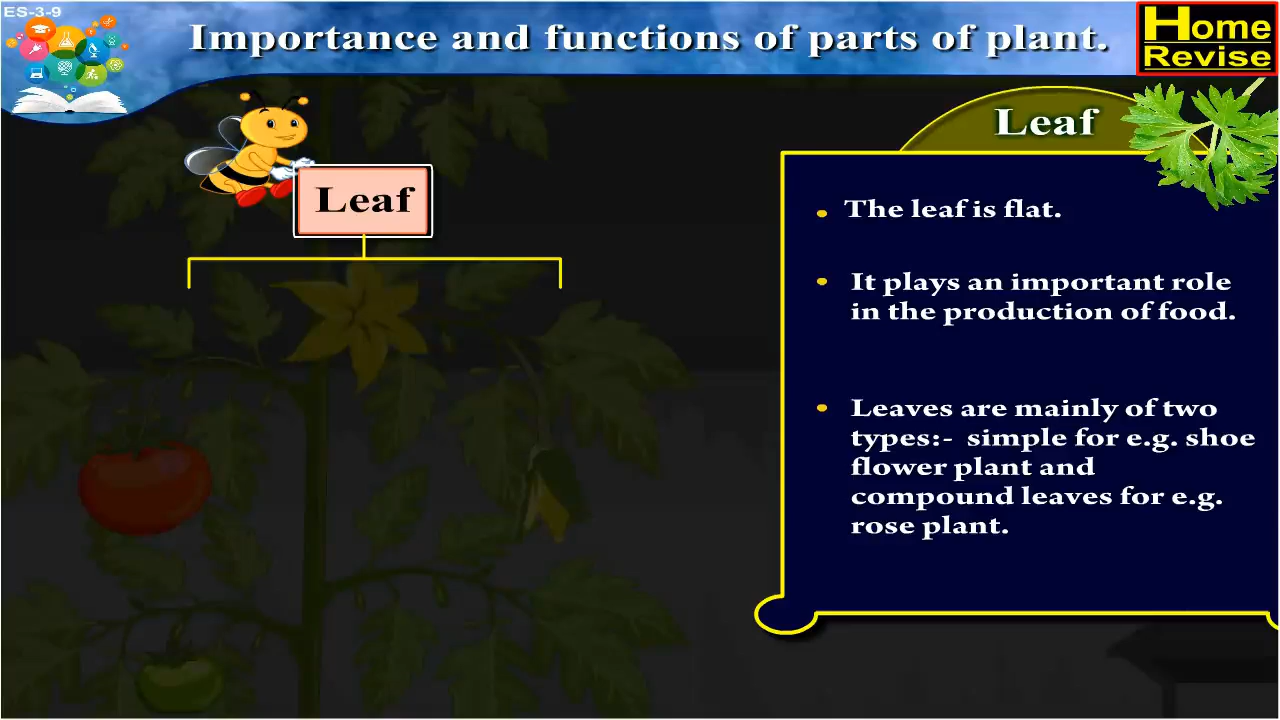 ES-3-9
Importance and functions of parts of plant.
Home
Revise
Leaf
Leaf
• The leaf is flat.
• It plays an important role
in the production of food.
• Leaves are mainly of two
types:- simple for e.g. shoe
flower plant and
compound leaves for e.g.
rose plant.